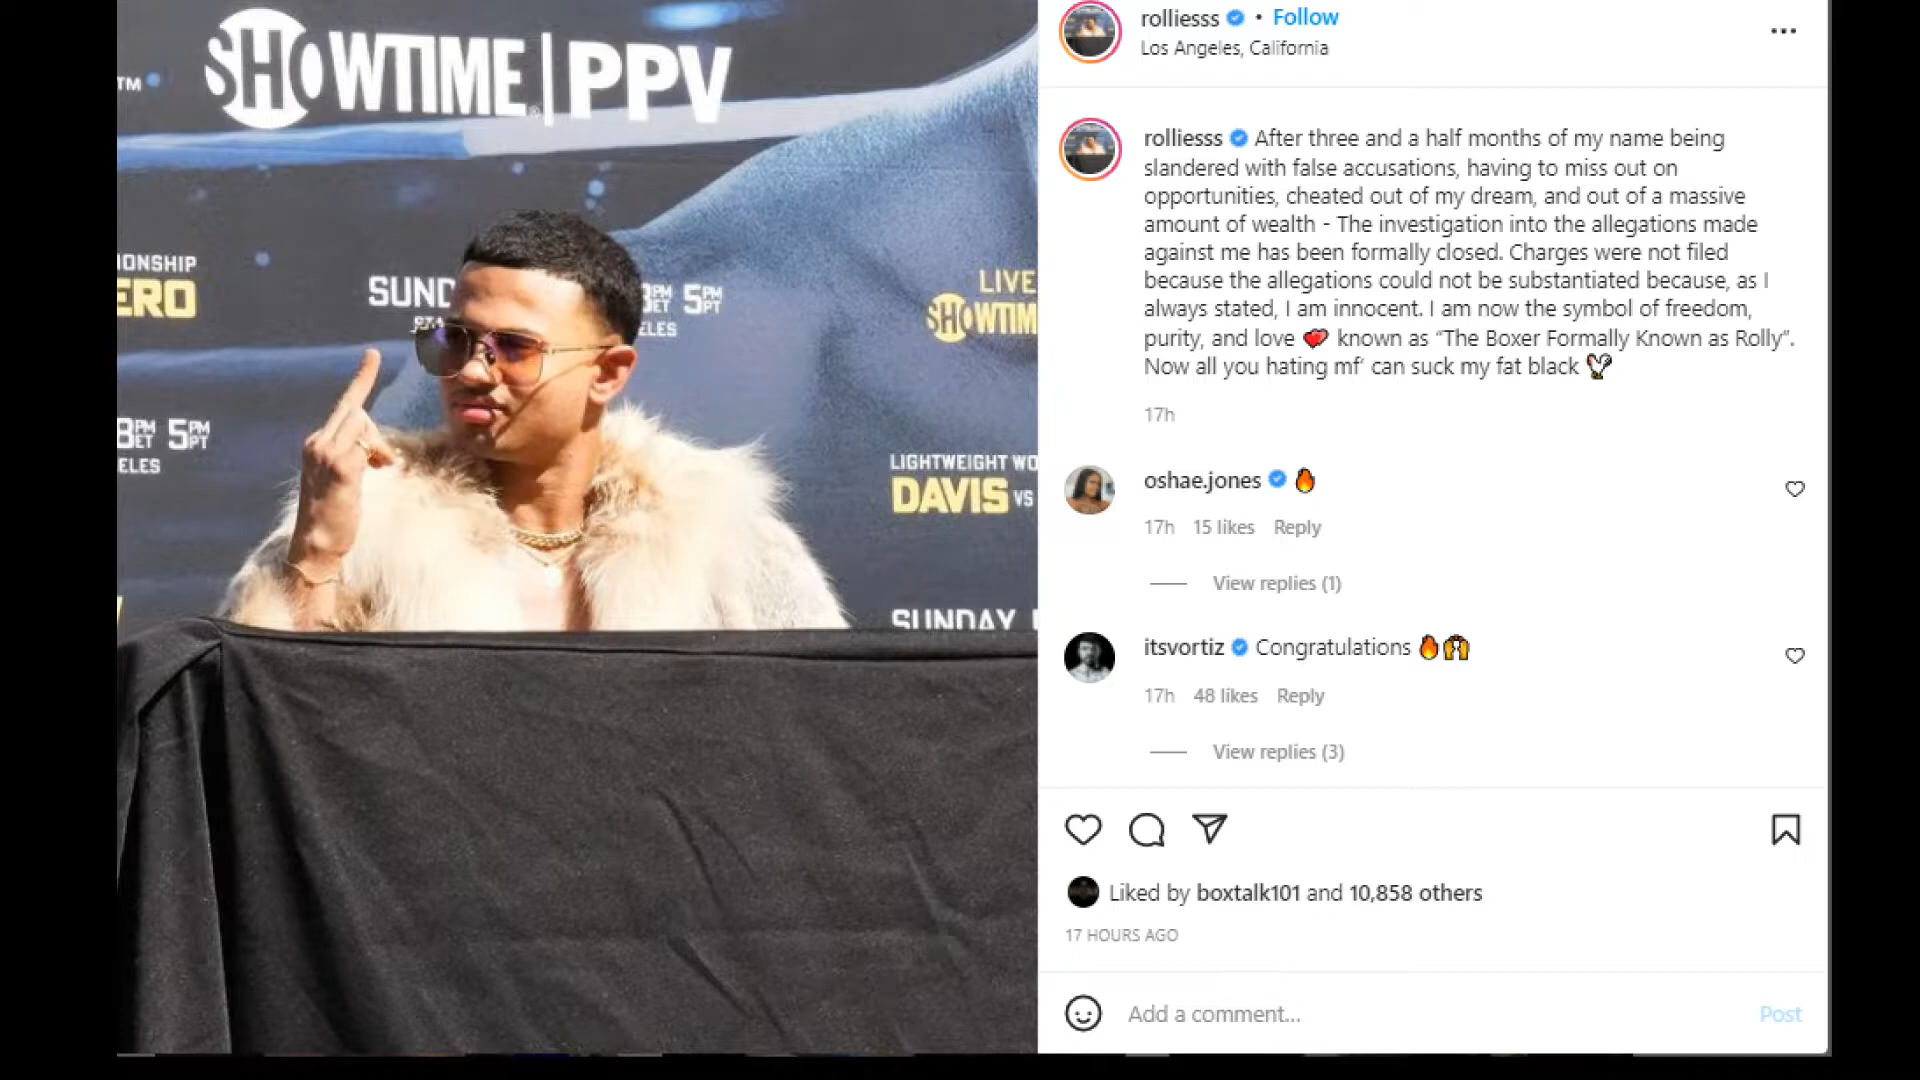 SHOWTIME | PPV
TM
IONSHIP
ERO
SUND
8PM ET 5PM PT
ELES
LIVE
SHOWTIM
8PM ET 5PM PT
ELES
LIGHTWEIGHT WO
DAVIS VS
SUNDAY,
rolliesss • Follow
Los Angeles, California
rolliesss After three and a half months of my name being
slandered with false accusations, having to miss out on
opportunities, cheated out of my dream, and out of a massive
amount of wealth - The investigation into the allegations made
against me has been formally closed. Charges were not filed
because the allegations could not be substantiated because, as I
always stated, I am innocent. I am now the symbol of freedom,
purity, and love 💕 known as “The Boxer Formally Known as Rolly”.
Now all you hating mf’ can suck my fat black 🐓
17h
oshae.jones 🔥
17h 15 likes Reply
View replies (1)
itsvortiz Congratulations 🔥🙌
17h 48 likes Reply
View replies (3)
Liked by boxtalk101 and 10,858 others
17 HOURS AGO
Add a comment...
Post